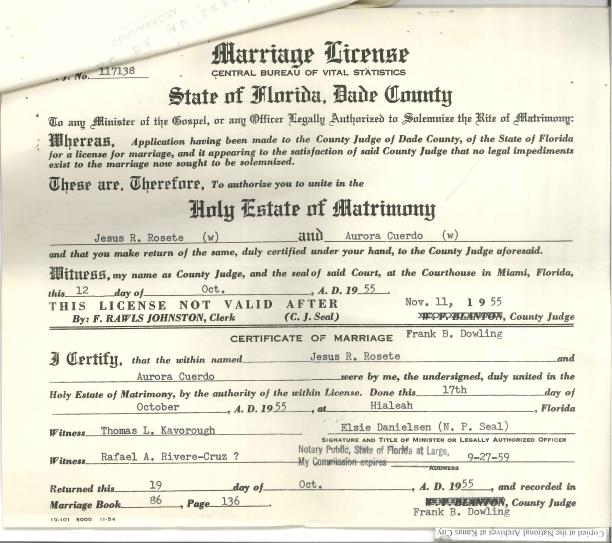 Marriage License
No. 117138
CENTRAL BUREAU OF VITAL STATISTICS
State of Florida, Dade County
To any Minister of the Gospel, or any Officer Legally Authorized to Solemnize the Rite of Matrimony:
Whereas, Application having been made to the County Judge of Dade County, of the State of Florida
for a license for marriage, and it appearing to the satisfaction of said County Judge that no legal impediments
exist to the marriage now sought to be solemnized.
These are, Therefore, To authorize you to unite in the
Holy Estate of Matrimony
Jesus R. Rosete (w) and Aurora Cuerdo (w)
and that you make return of the same, duly certified under your hand, to the County Judge aforesaid.
Witness, my name as County Judge, and the seal of said Court, at the Courthouse in Miami, Florida,
this 12 day of Oct. , A. D. 19 55.
THIS LICENSE NOT VALID AFTER Nov. 11, 1955
By: F. RAWLS JOHNSTON, Clerk (C. J. Seal) W. F. BLANTON, County Judge
Frank B. Dowling
CERTIFICATE OF MARRIAGE
I Certify, that the within named Jesus R. Rosete and
Aurora Cuerdo were by me, the undersigned, duly united in the
Holy Estate of Matrimony, by the authority of the within License. Done this 17th day of
October , A. D. 1955 , at Hialeah , Florida
Witness Thomas L. Kavorough Elsie Danielsen (N. P. Seal)
SIGNATURE AND TITLE OF MINISTER OR LEGALLY AUTHORIZED OFFICER
Witness Rafael A. Rivere-Cruz ? Notary Public, State of Florida at Large,
My Commission expires 9-27-59
ADDRESS
Returned this 19 day of Oct. A. D. 1955, and recorded in
Marriage Book 86 , Page 136. W. F. BLANTON, County Judge
Frank B. Dowling
10-101 5000 11-54
Copied at the National Archives at Kansas City